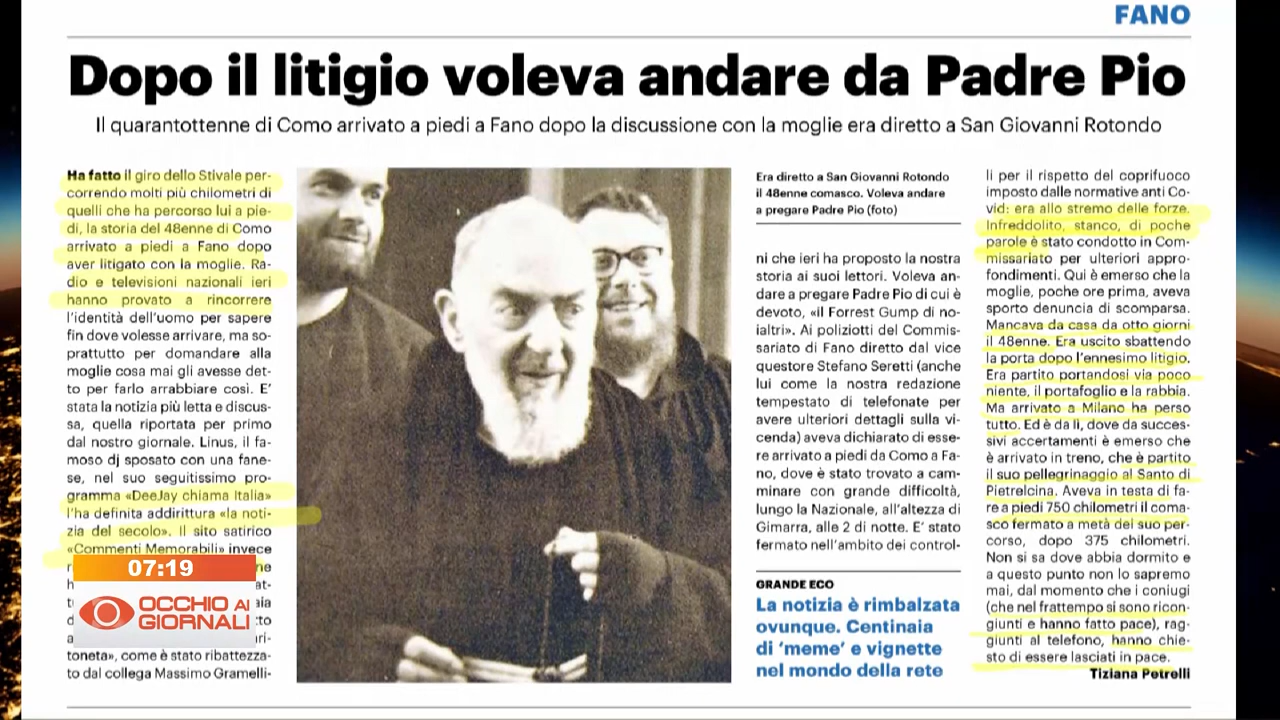 FANO
Dopo il litigio voleva andare da Padre Pio
Il quarantottenne di Como arrivato a piedi a Fano dopo la discussione con la moglie era diretto a San Giovanni Rotondo
Ha fatto il giro dello Stivale per-
correndo molti più chilometri di
quelli che ha percorso lui a pie-
di, la storia del 48enne di Como
arrivato a piedi a Fano dopo
aver litigato con la moglie. Ra-
dio e televisioni nazionali ieri
hanno provato a rincorrere
l'identità dell'uomo per sapere
fin dove volesse arrivare, ma so-
prattutto per domandare alla
moglie cosa mai gli avesse det-
to per farlo arrabbiare così. E'
stata la notizia più letta e discus-
sa, quella riportata per primo
dal nostro giornale. Linus, il fa-
moso dj sposato con una fane-
se, nel suo seguitissimo pro-
gramma «DeeJay chiama Italia»
l'ha definita addirittura «la noti-
zia del secolo». Il sito satirico
«Commenti Memorabili» invece
toneta», come è stato ribattezza-
to dal collega Massimo Gramelli-
Era diretto a San Giovanni Rotondo
il 48enne comasco. Voleva andare
a pregare Padre Pio (foto)
ni che ieri ha proposto la nostra
storia ai suoi lettori. Voleva an-
dare a pregare Padre Pio di cui è
devoto, «il Forrest Gump di no-
ialtri». Ai poliziotti del Commis-
sariato di Fano diretto dal vice
questore Stefano Seretti (anche
lui come la nostra redazione
tempestato di telefonate per
avere ulteriori dettagli sulla vi-
cenda) aveva dichiarato di esse-
re arrivato a piedi da Como a Fa-
no, dove è stato trovato a cam-
minare con grande difficoltà,
lungo la Nazionale, all'altezza di
Gimarra, alle 2 di notte. E' stato
fermato nell'ambito dei control-
GRANDE ECO
La notizia è rimbalzata
ovunque. Centinaia
di 'meme' e vignette
nel mondo della rete
li per il rispetto del coprifuoco
imposto dalle normative anti Co-
vid: era allo stremo delle forze.
Infreddolito, stanco, di poche
parole è stato condotto in Com-
missariato per ulteriori appro-
fondimenti. Qui è emerso che la
moglie, poche ore prima, aveva
sporto denuncia di scomparsa.
Mancava da casa da otto giorni
il 48enne. Era uscito sbattendo
la porta dopo l'ennesimo litigio.
Era partito portandosi via poco
niente, il portafoglio e la rabbia.
Ma arrivato a Milano ha perso
tutto. Ed è da lì, dove da succes-
sivi accertamenti è emerso che
è arrivato in treno, che è partito
il suo pellegrinaggio al Santo di
Pietrelcina. Aveva in testa di fa-
re a piedi 750 chilometri il coma-
sco fermato a metà del suo per-
corso, dopo 375 chilometri.
Non si sa dove abbia dormito e
a questo punto non lo sapremo
mai, dal momento che i coniugi
(che nel frattempo si sono ricon-
giunti e hanno fatto pace), rag-
giunti al telefono, hanno chie-
sto di essere lasciati in pace.
Tiziana Petrelli
07:19
OCCHIO AI
GIORNALI